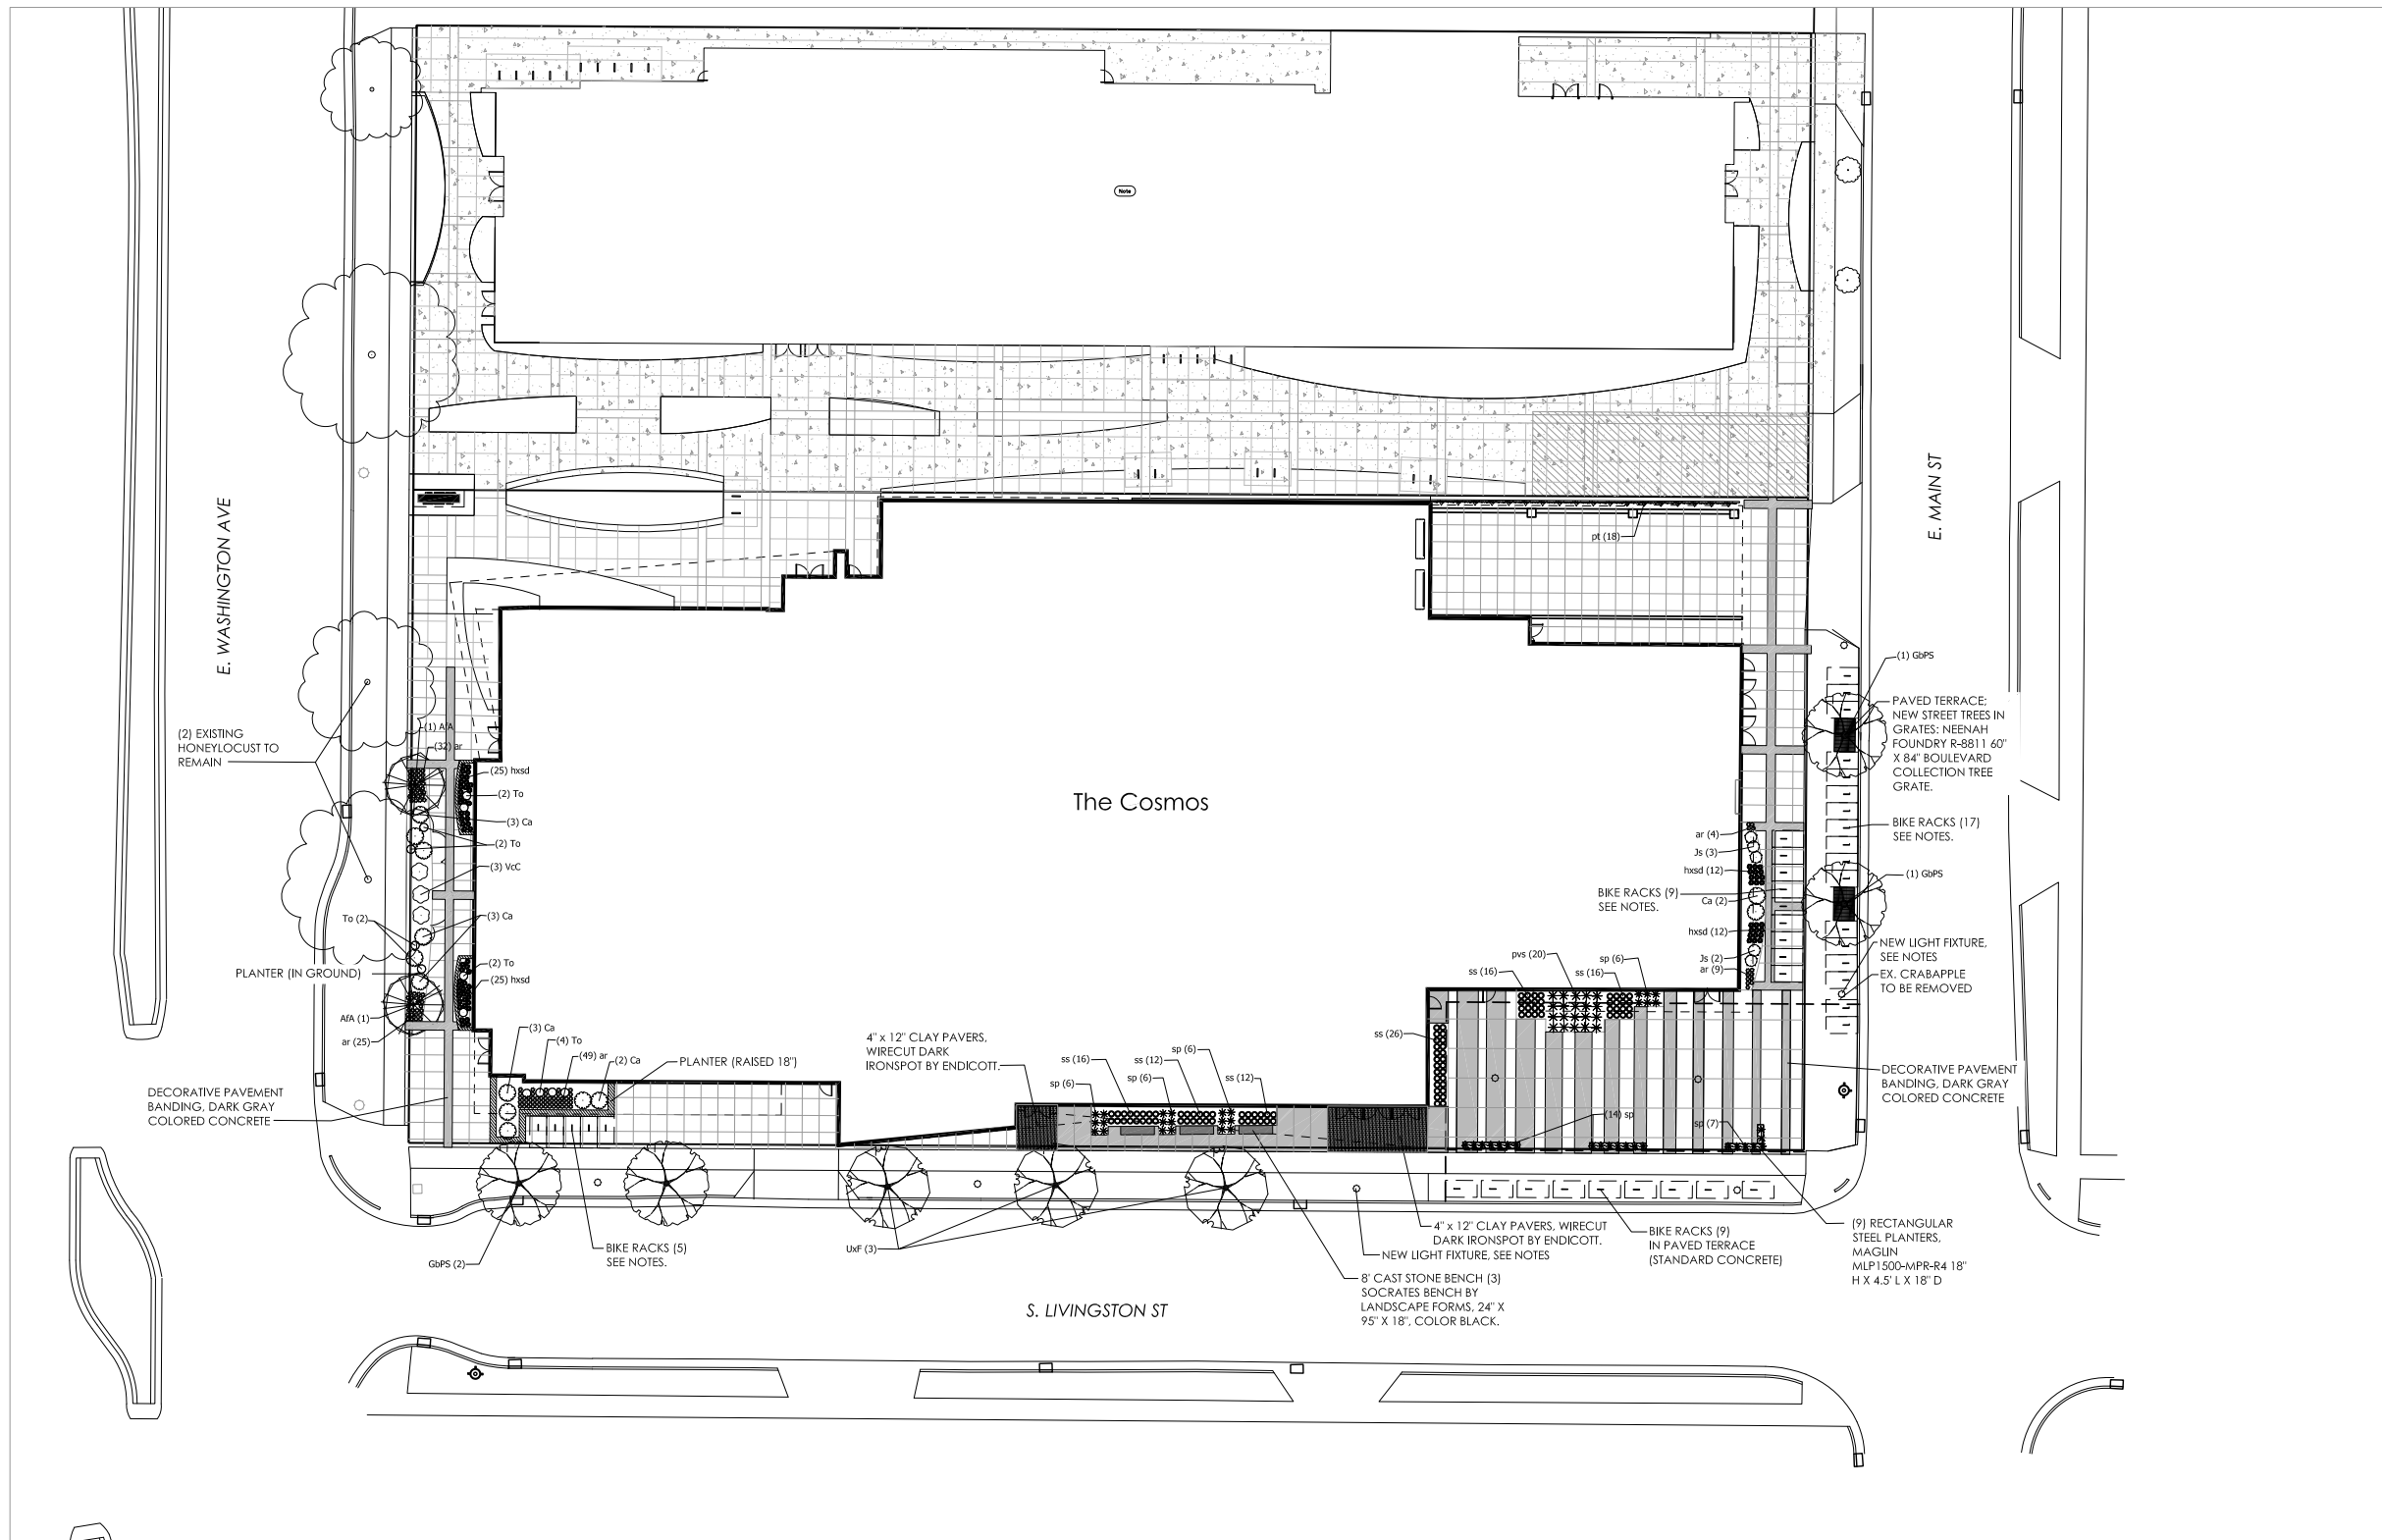 Note
E. WASHINGTON AVE
E. MAIN ST
pt (18)
(1) GbPS
PAVED TERRACE;
NEW STREET TREES IN
GRATES: NEENAH
FOUNDRY R-8811 60"
X 84" BOULEVARD
COLLECTION TREE
GRATE.
(2) EXISTING
HONEYLOCUST TO
REMAIN
(1) AfA
(32) ar
(25) hxsd
(2) To
(3) Ca
(2) To
(3) VcC
The Cosmos
BIKE RACKS (17)
SEE NOTES.
ar (4)
Js (3)
hxsd (12)
BIKE RACKS (9)
SEE NOTES.
Ca (2)
(1) GbPS
To (2)
(3) Ca
hxsd (12)
NEW LIGHT FIXTURE,
SEE NOTES
PLANTER (IN GROUND)
(2) To
(25) hxsd
pvs (20)
sp (6)
ss (16)
ss (16)
Js (2)
ar (9)
EX. CRABAPPLE
TO BE REMOVED
AfA (1)
ar (25)
(3) Ca
(4) To
(49) ar
(2) Ca
PLANTER (RAISED 18")
4" x 12" CLAY PAVERS,
WIRECUT DARK
IRONSPOT BY ENDICOTT.
ss (26)
ss (16)
ss (12)
sp (6)
sp (6)
sp (6)
ss (12)
DECORATIVE PAVEMENT
BANDING, DARK GRAY
COLORED CONCRETE
DECORATIVE PAVEMENT
BANDING, DARK GRAY
COLORED CONCRETE
(14) sp
sp (7)
GbPS (2)
BIKE RACKS (5)
SEE NOTES.
UxF (3)
4" x 12" CLAY PAVERS, WIRECUT
DARK IRONSPOT BY ENDICOTT.
NEW LIGHT FIXTURE, SEE NOTES
BIKE RACKS (9)
IN PAVED TERRACE
(STANDARD CONCRETE)
(9) RECTANGULAR
STEEL PLANTERS,
MAGLIN
MLP1500-MPR-R4 18"
H X 4.5' L X 18" D
8' CAST STONE BENCH (3)
SOCRATES BENCH BY
LANDSCAPE FORMS, 24" X
95" X 18", COLOR BLACK.
S. LIVINGSTON ST